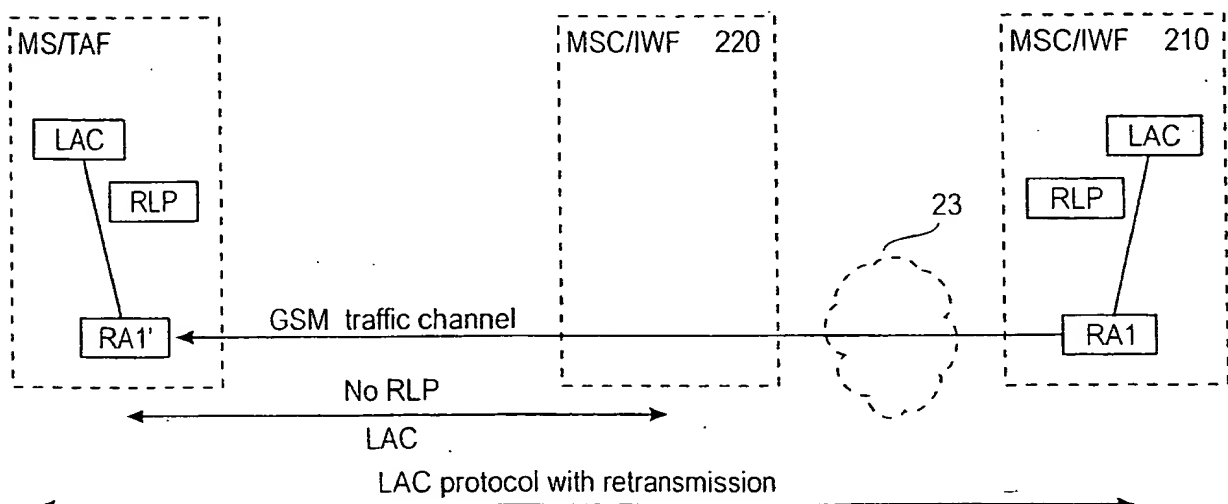 MS/TAF
MSC/IWF 220
MSC/IWF 210
LAC
LAC
RLP
RLP
23
GSM traffic channel
RA1'
RA1
No RLP
LAC
LAC protocol with retransmission